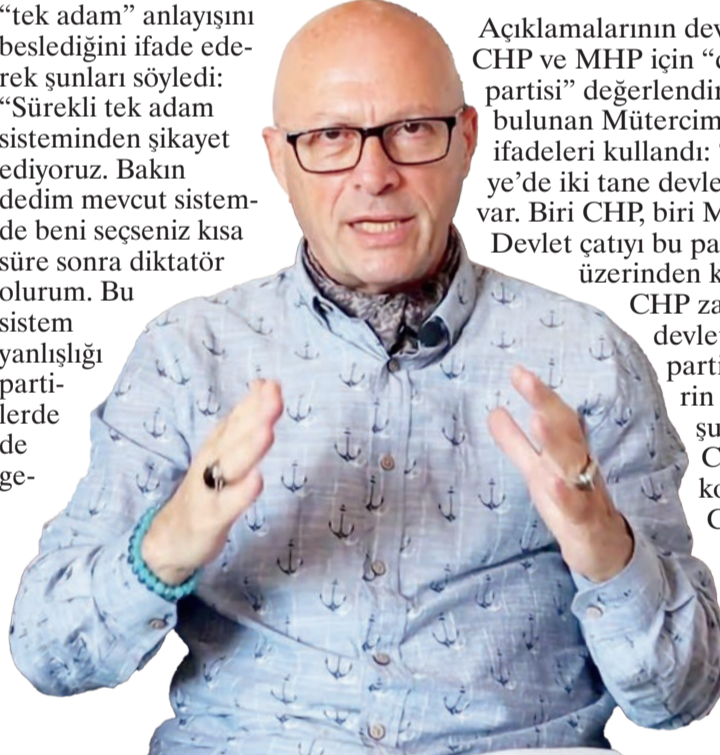 “tek adam” anlayışını
beslediğini ifade ede-
rek şunları söyledi:
“Sürekli tek adam
sisteminden şikayet
ediyoruz. Bakın
dedim mevcut sistem-
de beni seçseniz kısa
süre sonra diktatör
olurum. Bu
sistem
yanlışlığı
parti-
lerde
de
ge-
Açıklamalarının dev
CHP ve MHP için “d
partisi” değerlendir
bulunan Mütercim
ifadeleri kullandı: “
ye’de iki tane devle
var. Biri CHP, biri M
Devlet çatıyı bu pa
üzerinden k
CHP za
devle
parti
rin
şu
C
ko
C